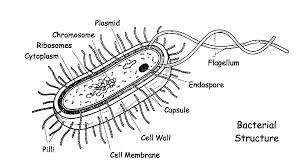 Plasmid
Chromosome
Ribosomes
Cytoplasm
Flagellum
Endospore
Capsule
Cell Wall
Cell Membrane
Pilli
Bacterial
Structure